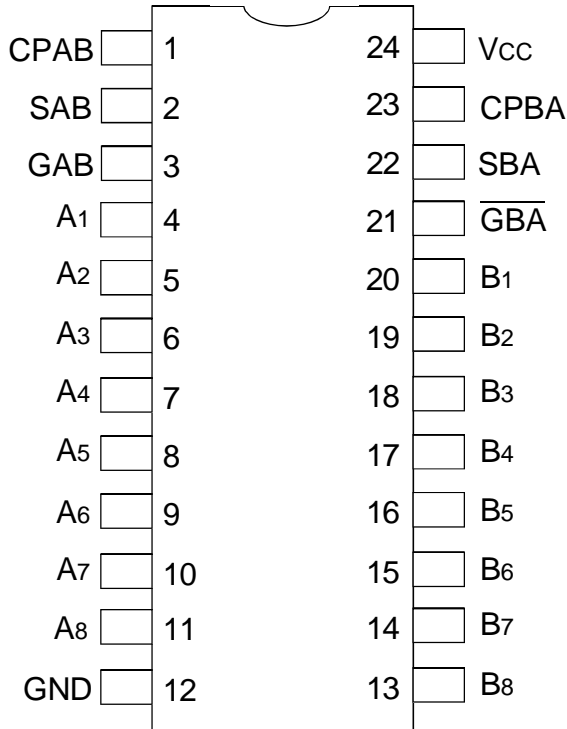 CPAB 1 24 VCC
SAB 2 23 CPBA
GAB 3 22 SBA
A1 4 21 G̅B̅A̅
A2 5 20 B1
A3 6 19 B2
A4 7 18 B3
A5 8 17 B4
A6 9 16 B5
A7 10 15 B6
A8 11 14 B7
GND 12 13 B8